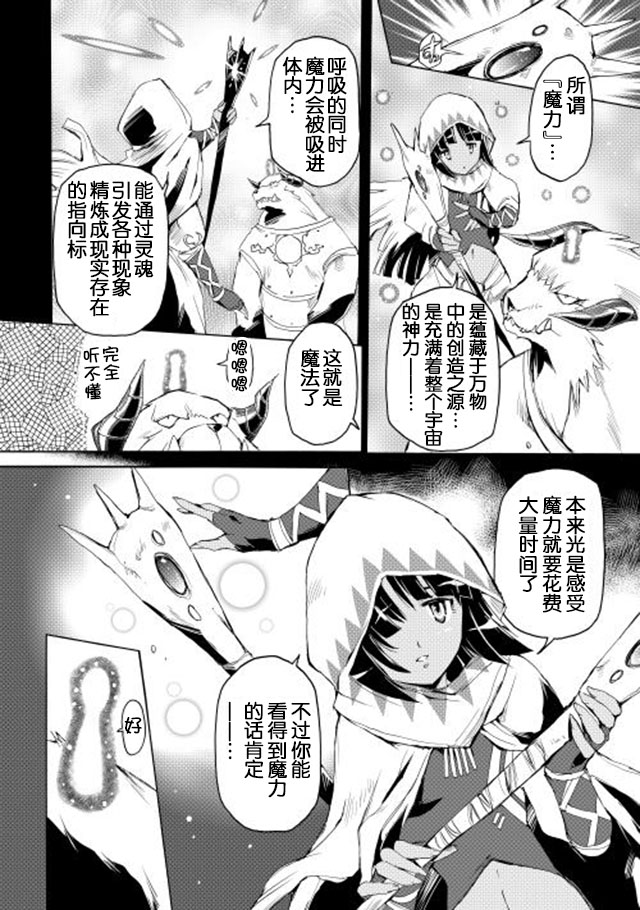 所谓
『魔力』…
是蕴藏于万物
中的创造之源…
是充满着整个宇宙
的神力——…
呼吸的同时
魔力会被吸进
体内…
能通过灵魂
引发各种现象
精炼成现实存在
的指向标
这就是
魔法了
嗯嗯
嗯嗯
完全
听不懂
本来光是感受
魔力就要花费
大量时间了
不过你能
看得到魔力
的话肯定
——…
好